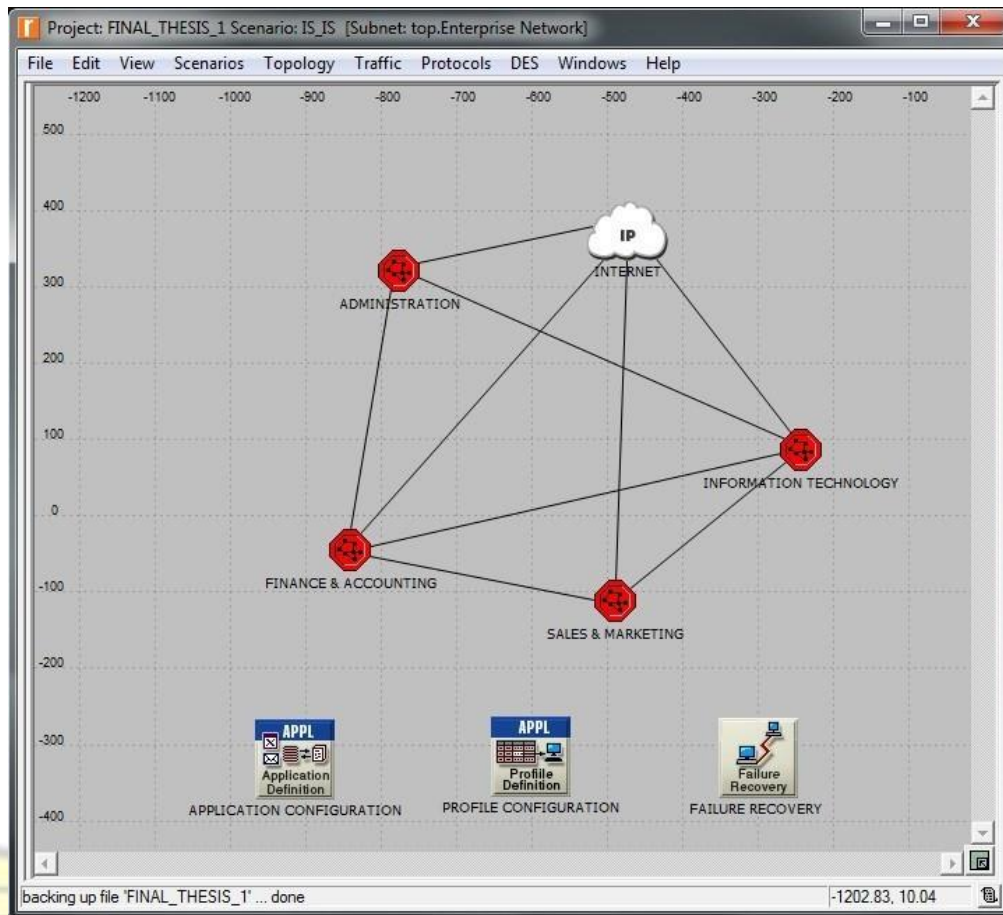 Project: FINAL_THESIS_1 Scenario: IS_IS [Subnet: top.Enterprise Network]
File Edit View Scenarios Topology Traffic Protocols DES Windows Help
-1200 -1100 -1000 -900 -800 -700 -600 -500 -400 -300 -200 -100
500
400
IP
INTERNET
300
ADMINISTRATION
200
100
INFORMATION TECHNOLOGY
0
FINANCE & ACCOUNTING
-100
SALES & MARKETING
-200
-300
APPL
Application
Definition
APPLICATION CONFIGURATION
APPL
Profile
Definition
PROFILE CONFIGURATION
Failure
Recovery
FAILURE RECOVERY
-400
backing up file 'FINAL_THESIS_1' ... done
-1202.83, 10.04